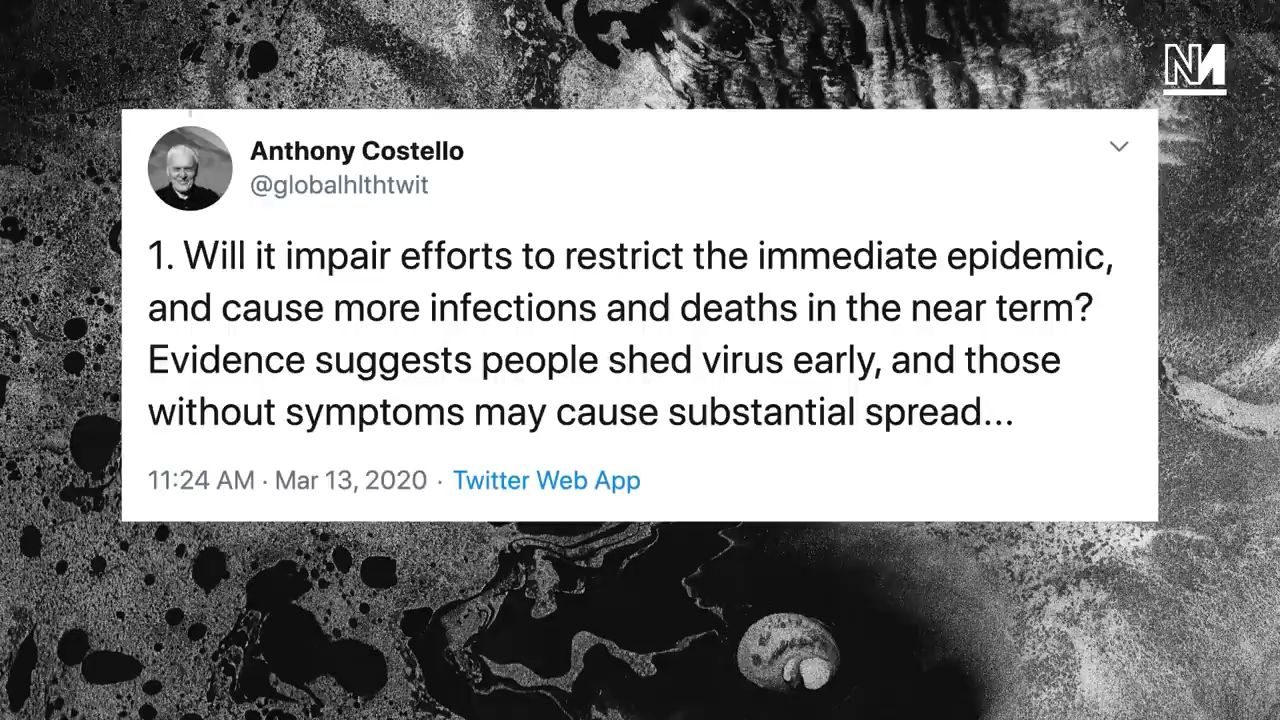 NM
Anthony Costello
@globalhlthtwit
1. Will it impair efforts to restrict the immediate epidemic,
and cause more infections and deaths in the near term?
Evidence suggests people shed virus early, and those
without symptoms may cause substantial spread...
11:24 AM · Mar 13, 2020 · Twitter Web App